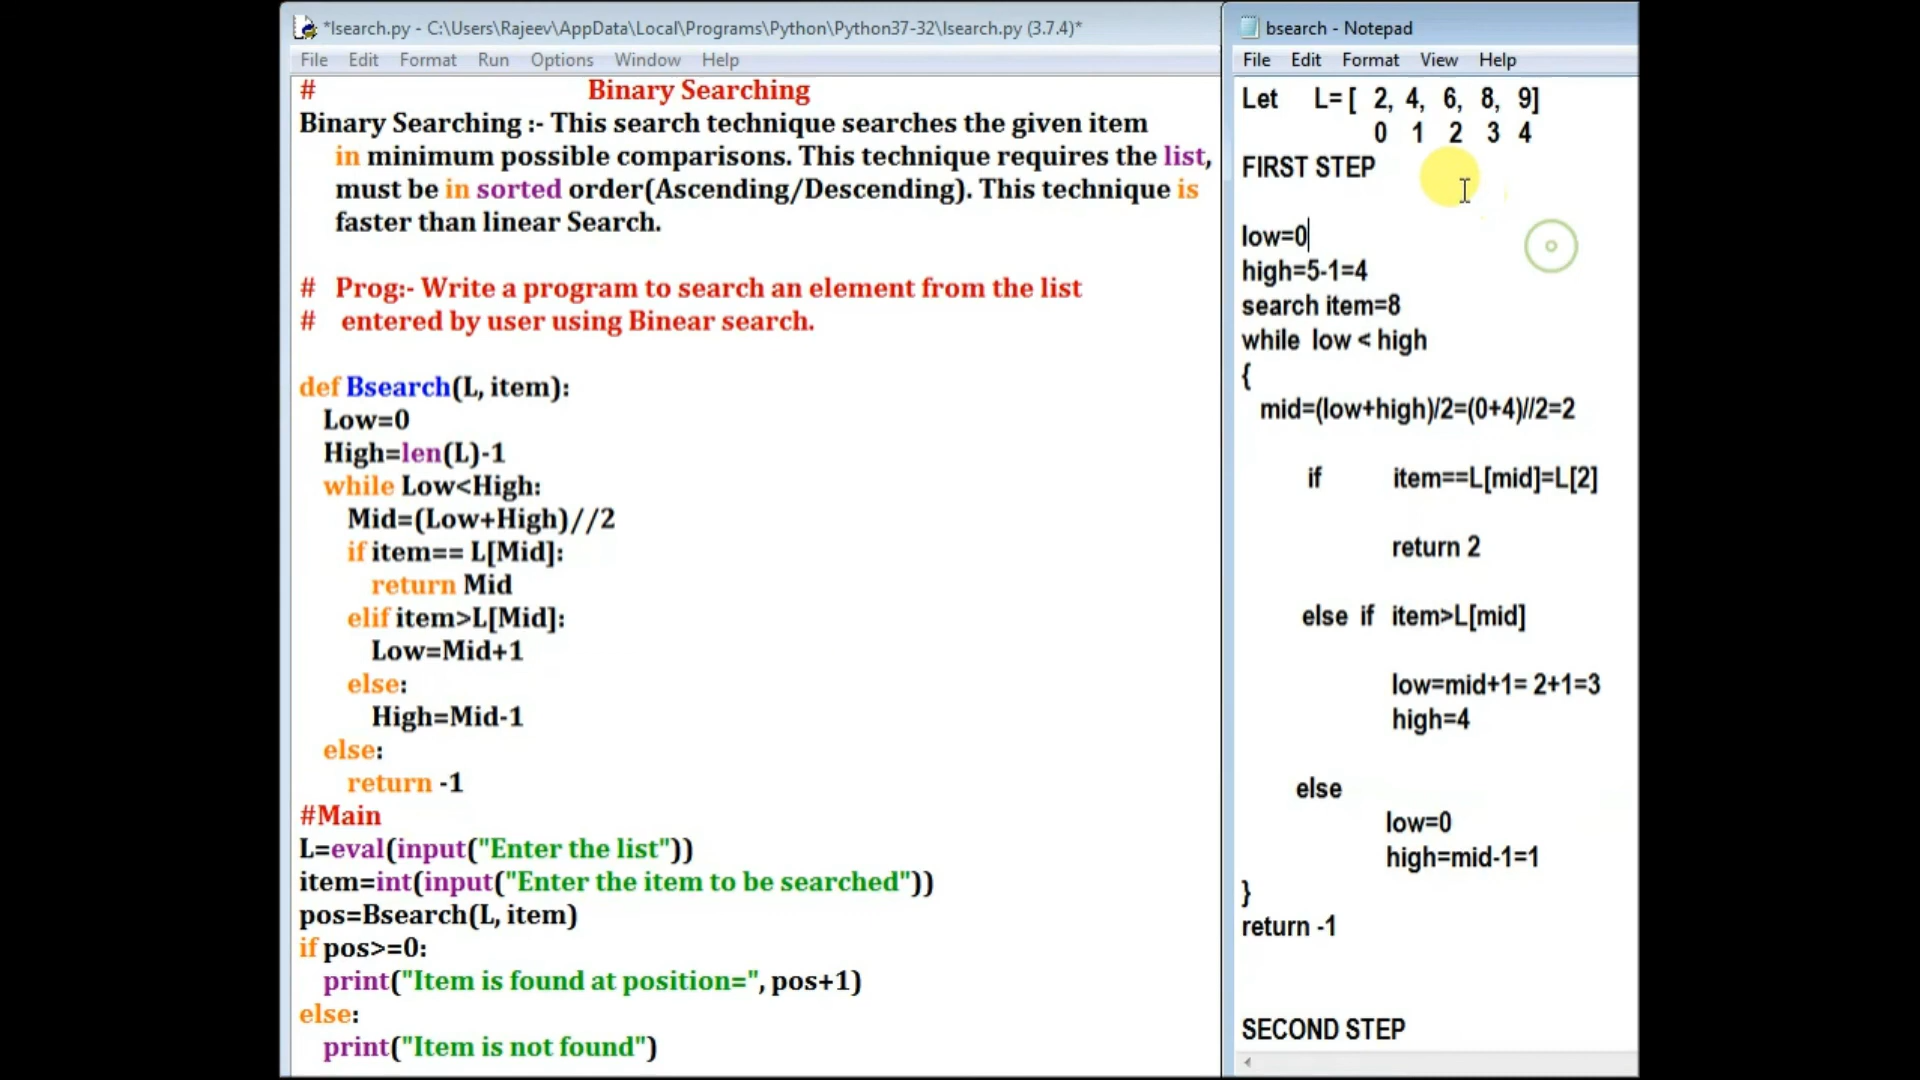 *lsearch.py - C:\Users\Rajeev\AppData\Local\Programs\Python\Python37-32\lsearch.py (3.7.4)*
File Edit Format Run Options Window Help
# Binary Searching
Binary Searching :- This search technique searches the given item
in minimum possible comparisons. This technique requires the list,
must be in sorted order(Ascending/Descending). This technique is
faster than linear Search.
# Prog:- Write a program to search an element from the list
# entered by user using Binear search.
def Bsearch(L, item):
Low=0
High=len(L)-1
while Low<High:
Mid=(Low+High)//2
if item== L[Mid]:
return Mid
elif item>L[Mid]:
Low=Mid+1
else:
High=Mid-1
else:
return -1
#Main
L=eval(input("Enter the list"))
item=int(input("Enter the item to be searched"))
pos=Bsearch(L, item)
if pos>=0:
print("Item is found at position=", pos+1)
else:
print("Item is not found")
bsearch - Notepad
File Edit Format View Help
Let L= [ 2, 4, 6, 8, 9]
0 1 2 3 4
FIRST STEP
low=0
high=5-1=4
search item=8
while low < high
{
mid=(low+high)/2=(0+4)//2=2
if item==L[mid]=L[2]
return 2
else if item>L[mid]
low=mid+1= 2+1=3
high=4
else
low=0
high=mid-1=1
}
return -1
SECOND STEP